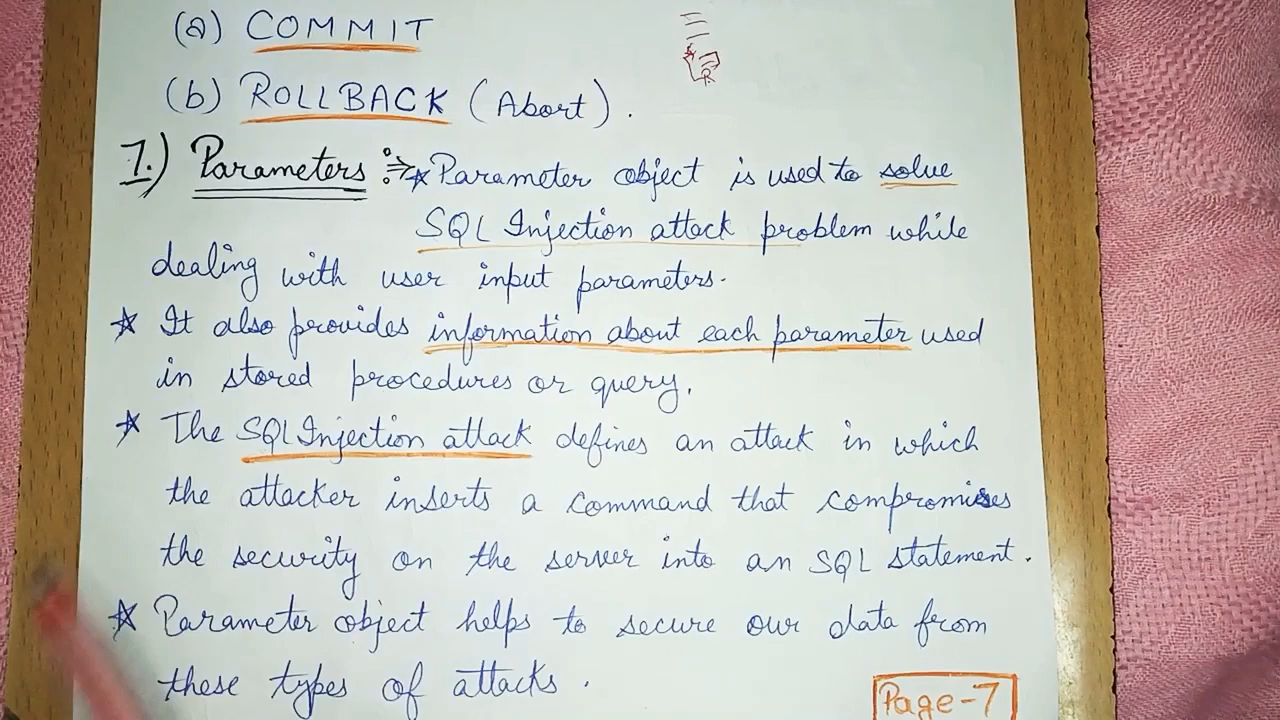 (a) COMMIT
(b) ROLLBACK (Abort).
7.) Parameters :→ * Parameter object is used to solve
SQL Injection attack problem while
dealing with user input parameters.
* It also provides information about each parameter used
in stored procedures or query.
* The SQL Injection attack defines an attack in which
the attacker inserts a command that compromises
the security on the server into an SQL statement.
* Parameter object helps to secure our data from
these types of attacks.
Page-7